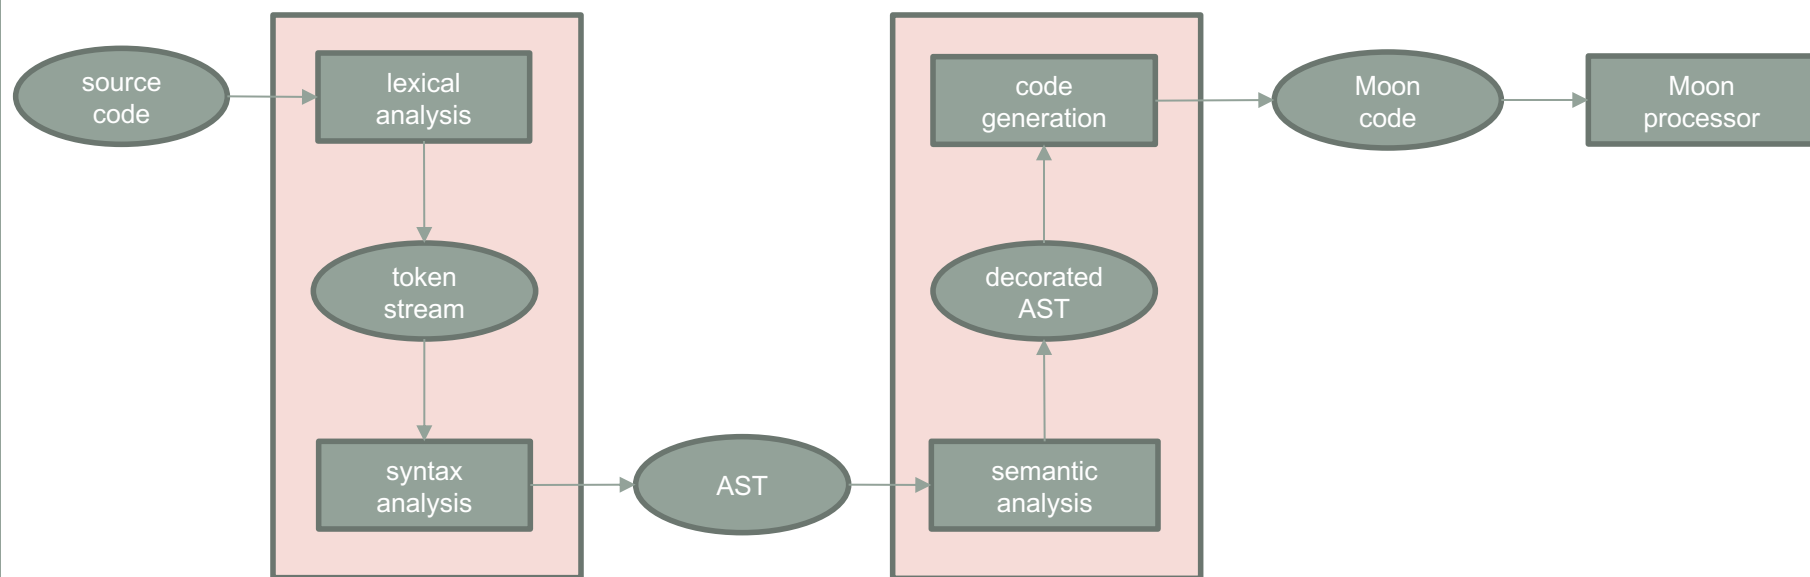 source
code
lexical
analysis
token
stream
syntax
analysis
AST
semantic
analysis
decorated
AST
code
generation
Moon
code
Moon
processor